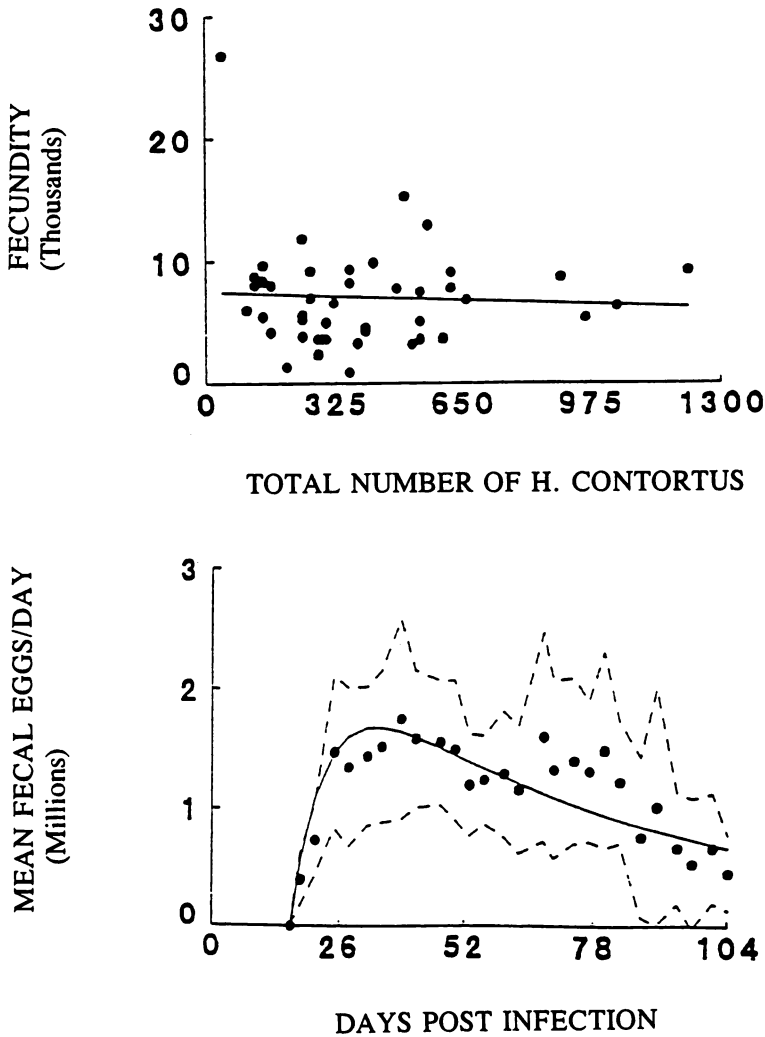 30
20
10
0
FECUNDITY
(Thousands)
0 325 650 975 1300
TOTAL NUMBER OF H. CONTORTUS
3
2
1
0
MEAN FECAL EGGS/DAY
(Millions)
0 26 52 78 104
DAYS POST INFECTION